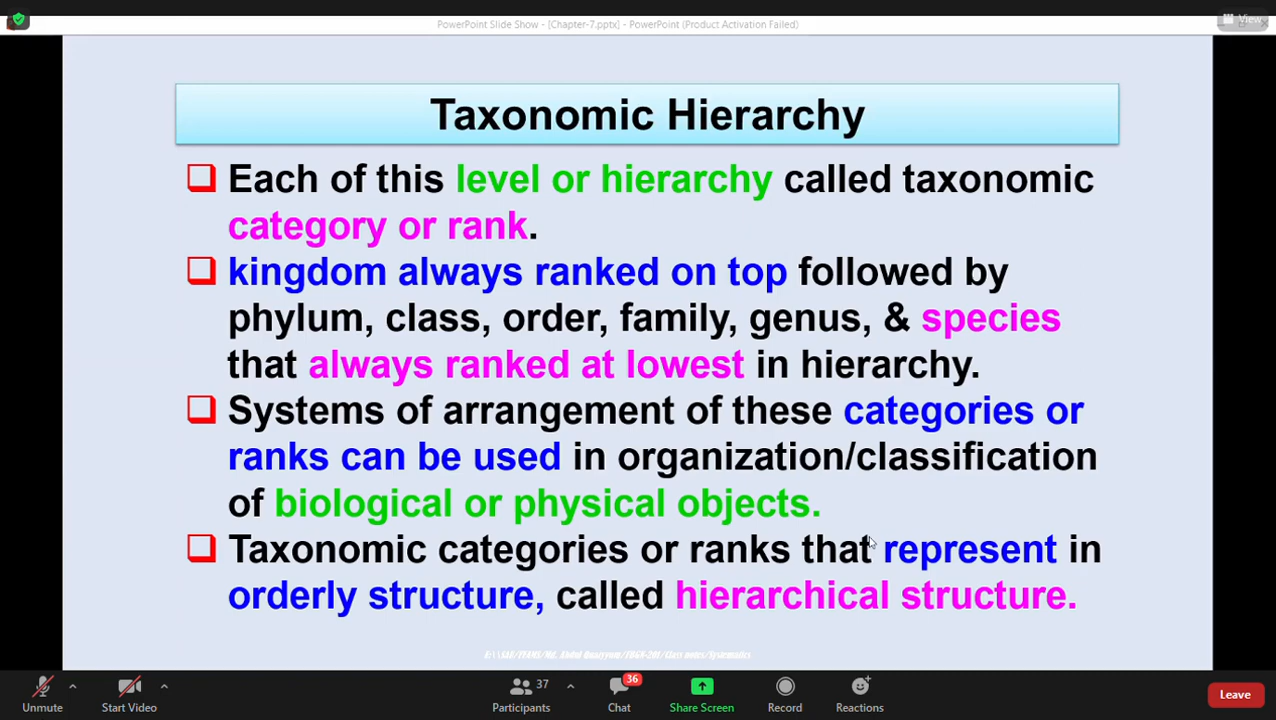 PowerPoint Slide Show - [Chapter-7.pptx] - PowerPoint (Product Activation Failed)
View
Taxonomic Hierarchy
Each of this level or hierarchy called taxonomic
category or rank.
kingdom always ranked on top followed by
phylum, class, order, family, genus, & species
that always ranked at lowest in hierarchy.
Systems of arrangement of these categories or
ranks can be used in organization/classification
of biological or physical objects.
Taxonomic categories or ranks that represent in
orderly structure, called hierarchical structure.
Unmute
Start Video
37
Participants
36
Chat
Share Screen
Record
Reactions
Leave